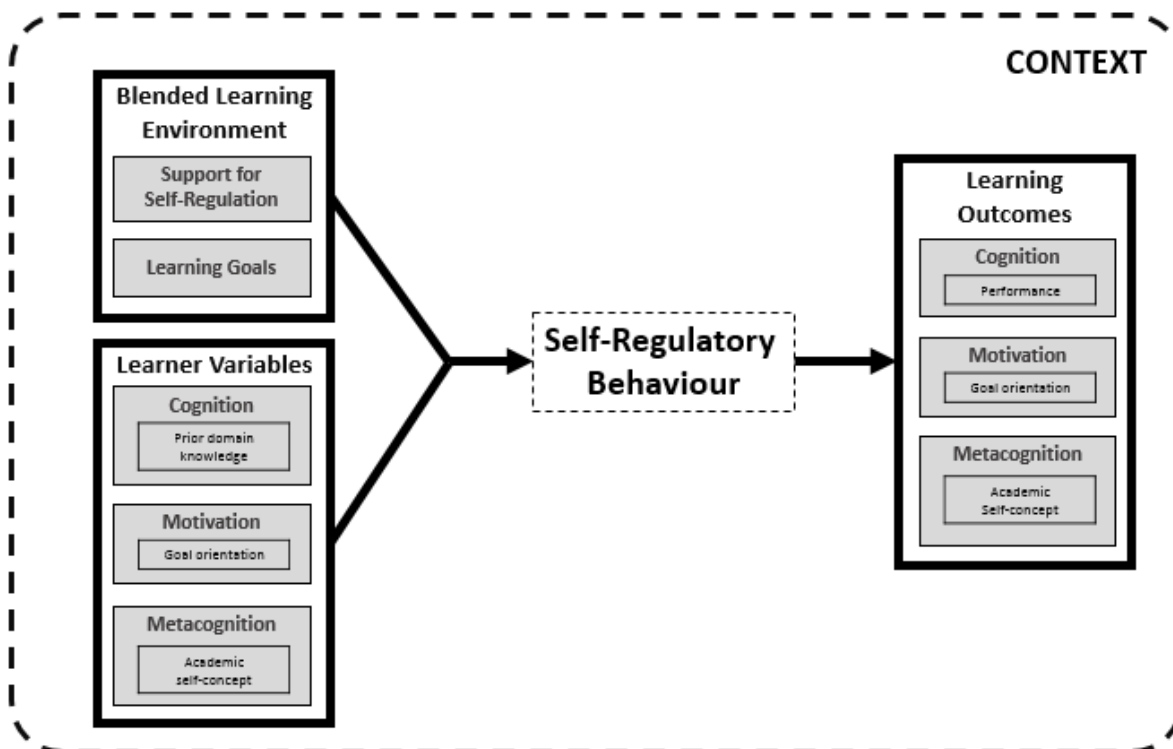 CONTEXT
Blended Learning
Environment
Support for
Self-Regulation
Learning Goals
Learner Variables
Cognition
Prior domain
knowledge
Motivation
Goal orientation
Metacognition
Academic
self-concept
Self-Regulatory
Behaviour
Learning
Outcomes
Cognition
Performance
Motivation
Goal orientation
Metacognition
Academic
Self-concept